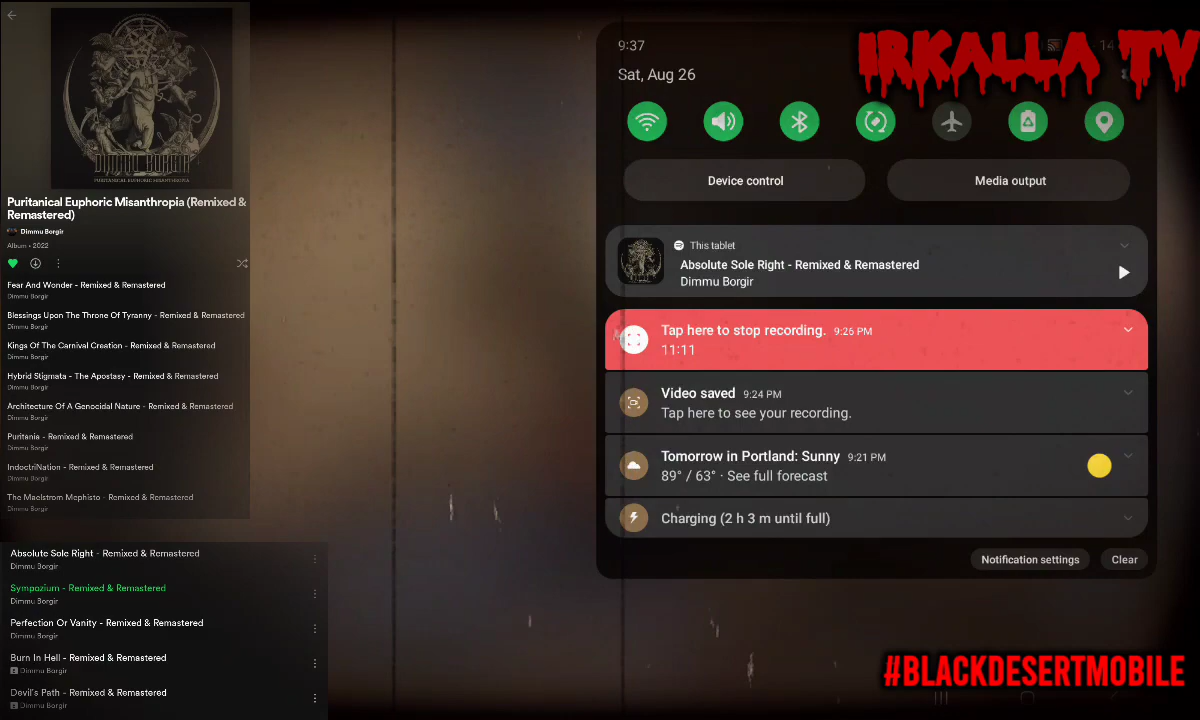 DIMMU BORGIR
PURITANICAL EUPHORIC MISANTHROPIA
Puritanical Euphoric Misanthropia (Remixed &
Remastered)
Dimmu Borgir
Album • 2022
Fear And Wonder - Remixed & Remastered
Dimmu Borgir
Blessings Upon The Throne Of Tyranny - Remixed & Remastered
Dimmu Borgir
Kings Of The Carnival Creation - Remixed & Remastered
Dimmu Borgir
Hybrid Stigmata - The Apostasy - Remixed & Remastered
Dimmu Borgir
Architecture Of A Genocidal Nature - Remixed & Remastered
Dimmu Borgir
Puritania - Remixed & Remastered
Dimmu Borgir
IndoctriNation - Remixed & Remastered
Dimmu Borgir
The Maelstrom Mephisto - Remixed & Remastered
Dimmu Borgir
Absolute Sole Right - Remixed & Remastered
Dimmu Borgir
Sympozium - Remixed & Remastered
Dimmu Borgir
Perfection Or Vanity - Remixed & Remastered
Dimmu Borgir
Burn In Hell - Remixed & Remastered
Dimmu Borgir
Devil's Path - Remixed & Remastered
Dimmu Borgir
9:37
Sat, Aug 26
IRKALLA TV
Device control
Media output
This tablet
Absolute Sole Right - Remixed & Remastered
Dimmu Borgir
Tap here to stop recording. 9:26 PM
11:11
Video saved 9:24 PM
Tap here to see your recording.
Tomorrow in Portland: Sunny 9:21 PM
89° / 63° · See full forecast
Charging (2 h 3 m until full)
Notification settings
Clear
#BLACKDESERTMOBILE